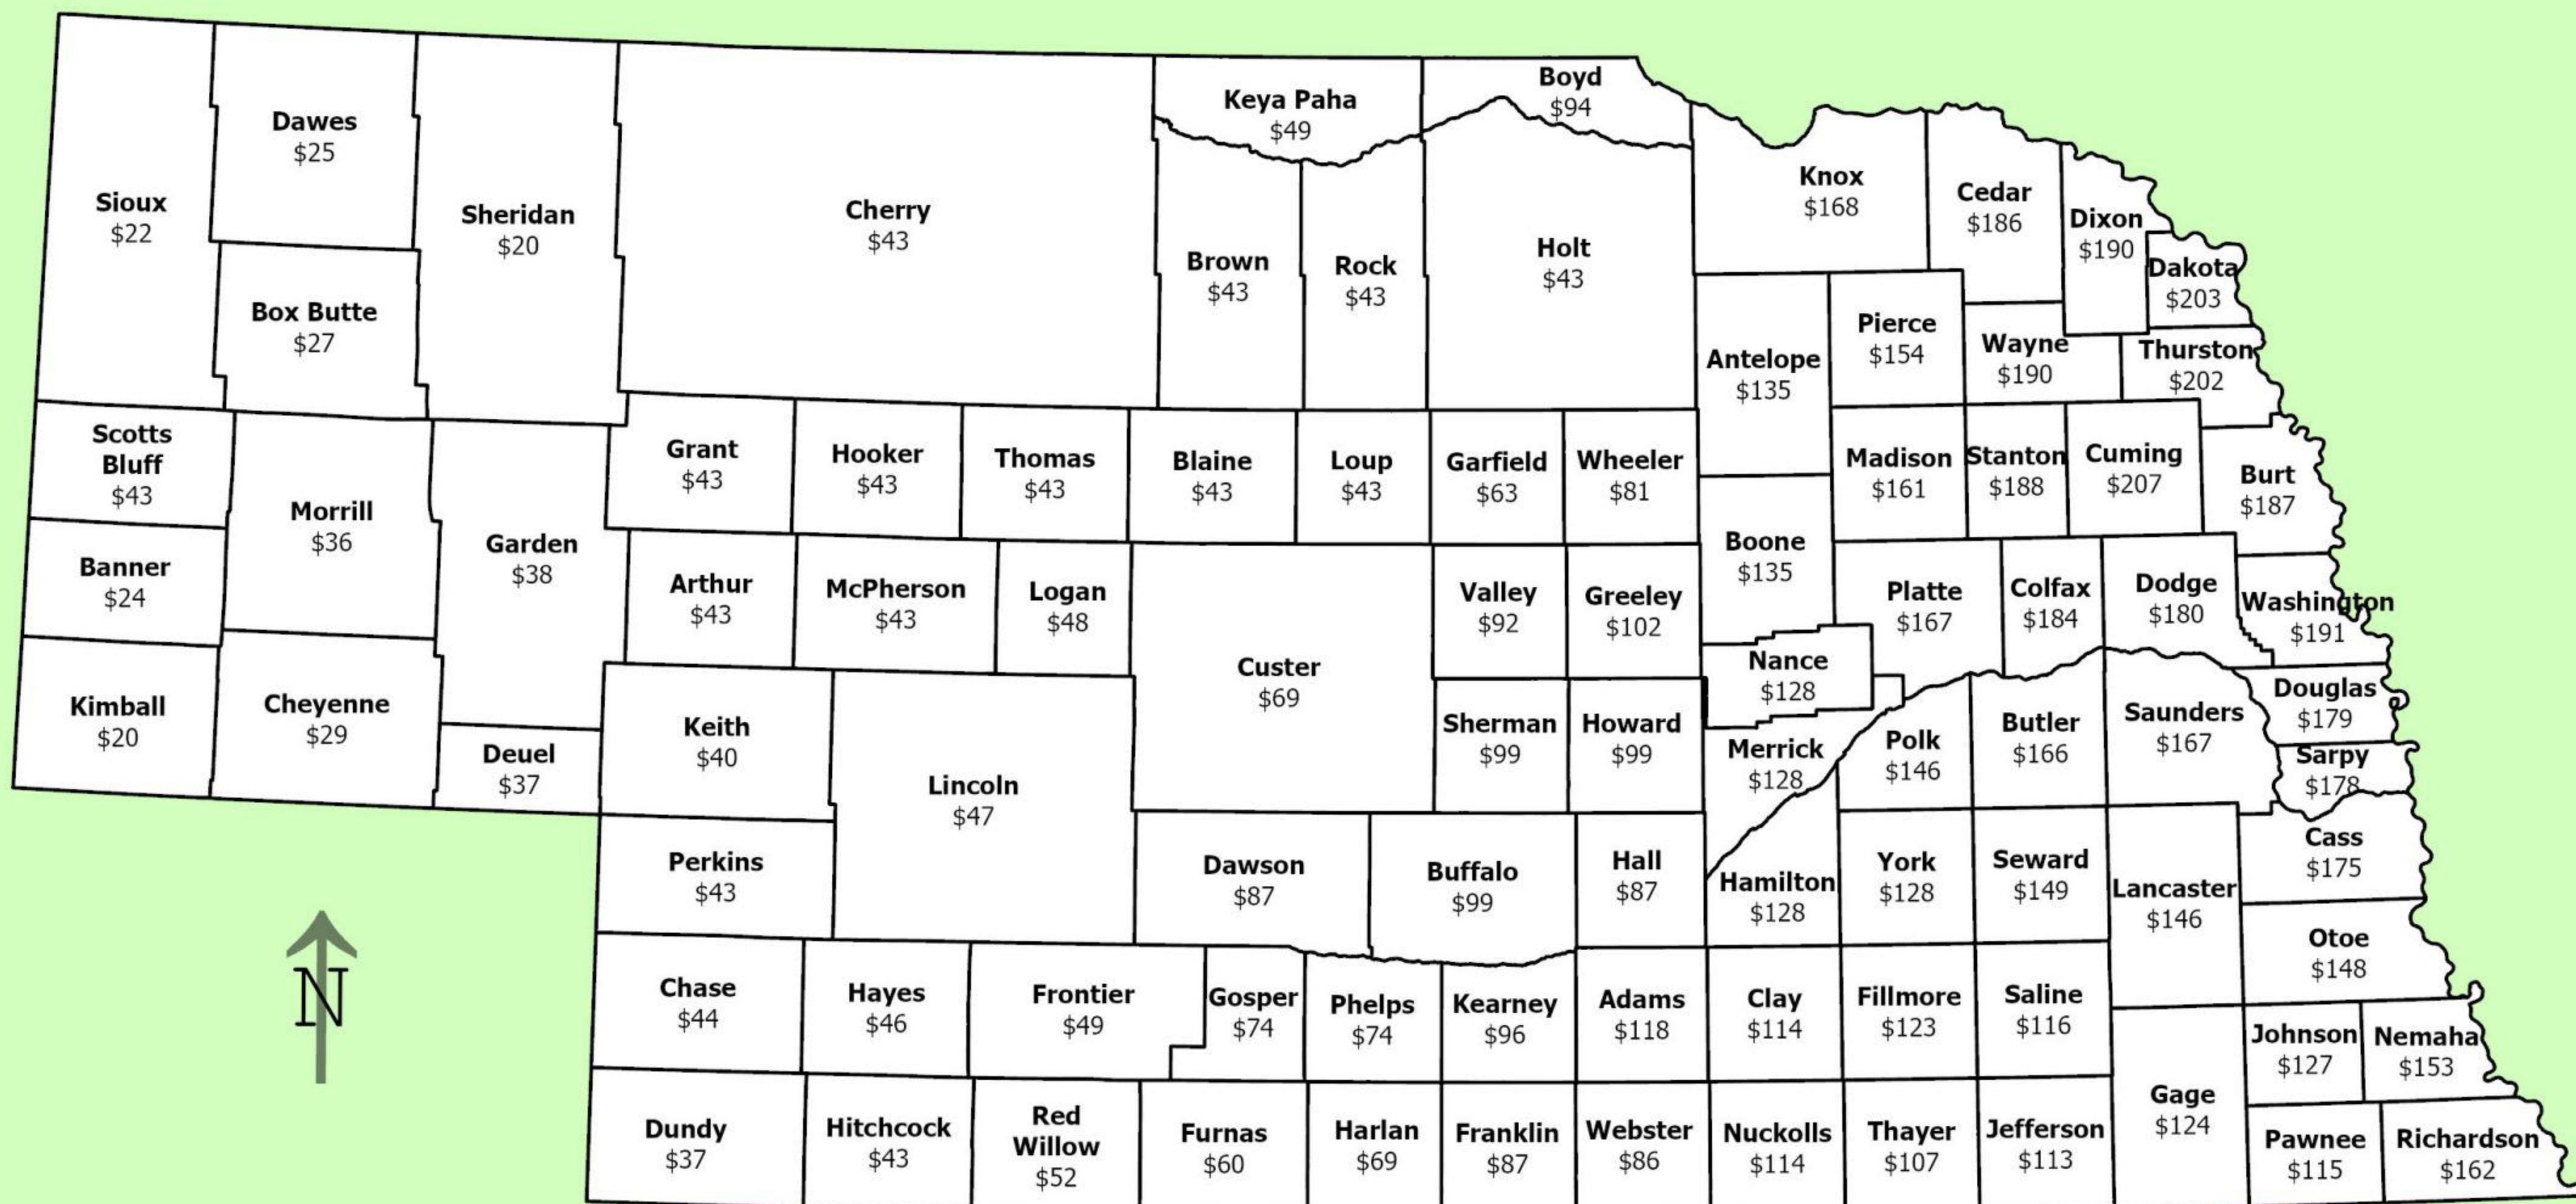 Sioux
$22
Dawes
$25
Box Butte
$27
Sheridan
$20
Cherry
$43
Keya Paha
$49
Boyd
$94
Brown
$43
Rock
$43
Holt
$43
Knox
$168
Cedar
$186
Dixon
$190
Dakota
$203
Antelope
$135
Pierce
$154
Wayne
$190
Thurston
$202
Scotts
Bluff
$43
Banner
$24
Kimball
$20
Morrill
$36
Cheyenne
$29
Garden
$38
Deuel
$37
Grant
$43
Hooker
$43
Thomas
$43
Blaine
$43
Loup
$43
Garfield
$63
Wheeler
$81
Madison
$161
Stanton
$188
Cuming
$207
Burt
$187
Arthur
$43
McPherson
$43
Logan
$48
Custer
$69
Valley
$92
Greeley
$102
Boone
$135
Platte
$167
Colfax
$184
Dodge
$180
Washington
$191
Keith
$40
Lincoln
$47
Sherman
$99
Howard
$99
Nance
$128
Merrick
$128
Polk
$146
Butler
$166
Saunders
$167
Douglas
$179
Sarpy
$178
Perkins
$43
Dawson
$87
Buffalo
$99
Hall
$87
Hamilton
$128
York
$128
Seward
$149
Lancaster
$146
Cass
$175
Otoe
$148
N
Chase
$44
Hayes
$46
Frontier
$49
Gosper
$74
Phelps
$74
Kearney
$96
Adams
$118
Clay
$114
Fillmore
$123
Saline
$116
Gage
$124
Johnson
$127
Nemaha
$153
Dundy
$37
Hitchcock
$43
Red
Willow
$52
Furnas
$60
Harlan
$69
Franklin
$87
Webster
$86
Nuckolls
$114
Thayer
$107
Jefferson
$113
Pawnee
$115
Richardson
$162